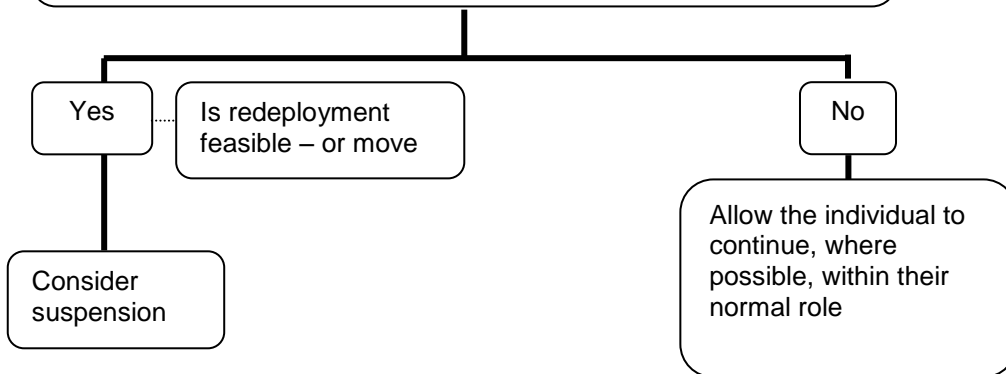 Yes
Is redeployment
feasible – or move
No
Consider
suspension
Allow the individual to
continue, where
possible, within their
normal role